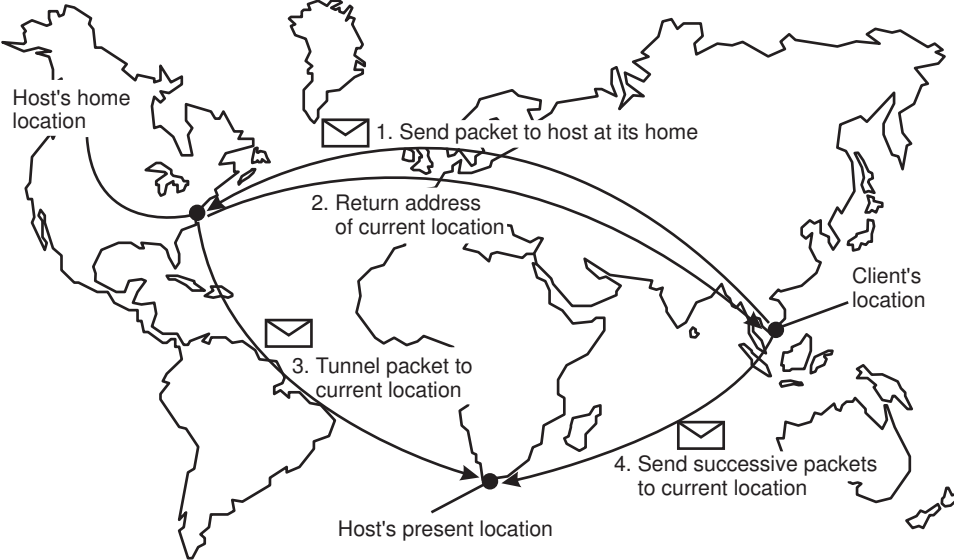 Host's home
location
1. Send packet to host at its home
2. Return address
of current location
Client's
location
3. Tunnel packet to
current location
4. Send successive packets
to current location
Host's present location